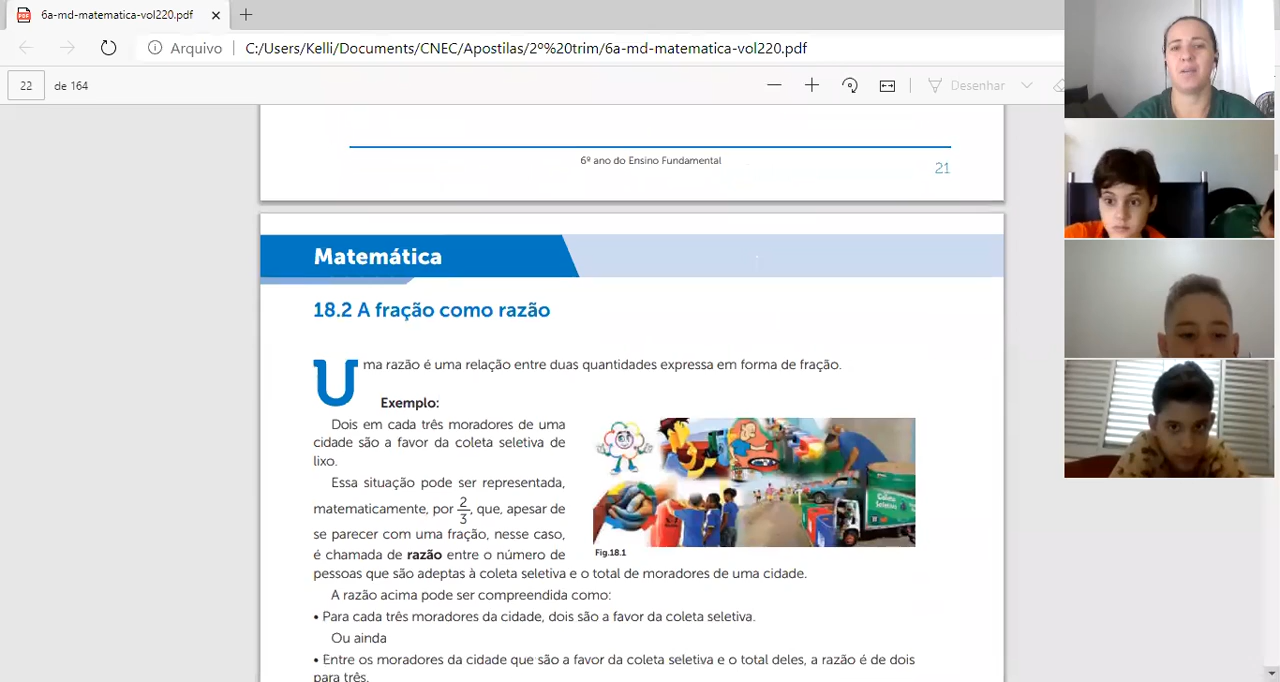 6a-md-matematica-vol220.pdf
Arquivo
C:/Users/Kelli/Documents/CNEC/Apostilas/2º%20trim/6a-md-matematica-vol220.pdf
22 de 164
Desenhar
6º ano do Ensino Fundamental
21
Matemática
18.2 A fração como razão
Uma razão é uma relação entre duas quantidades expressa em forma de fração.
Exemplo:
Dois em cada três moradores de uma
cidade são a favor da coleta seletiva de
lixo.
Essa situação pode ser representada,
matematicamente, por 2/3, que, apesar de
se parecer com uma fração, nesse caso,
é chamada de razão entre o número de
pessoas que são adeptas à coleta seletiva e o total de moradores de uma cidade.
Coleta
Seletiva
Fig.18.1
A razão acima pode ser compreendida como:
• Para cada três moradores da cidade, dois são a favor da coleta seletiva.
Ou ainda
• Entre os moradores da cidade que são a favor da coleta seletiva e o total deles, a razão é de dois
para três.